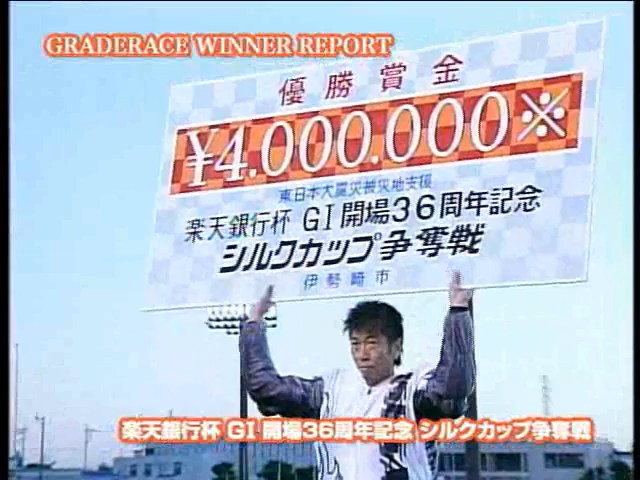 GRADERACE WINNER REPORT
優勝賞金
¥4.000.000※
東日本大震災被災地支援
楽天銀行杯 GI 開場36周年記念
シルクカップ争奪戦
伊勢崎市
楽天銀行杯 GI 開場36周年記念 シルクカップ争奪戦